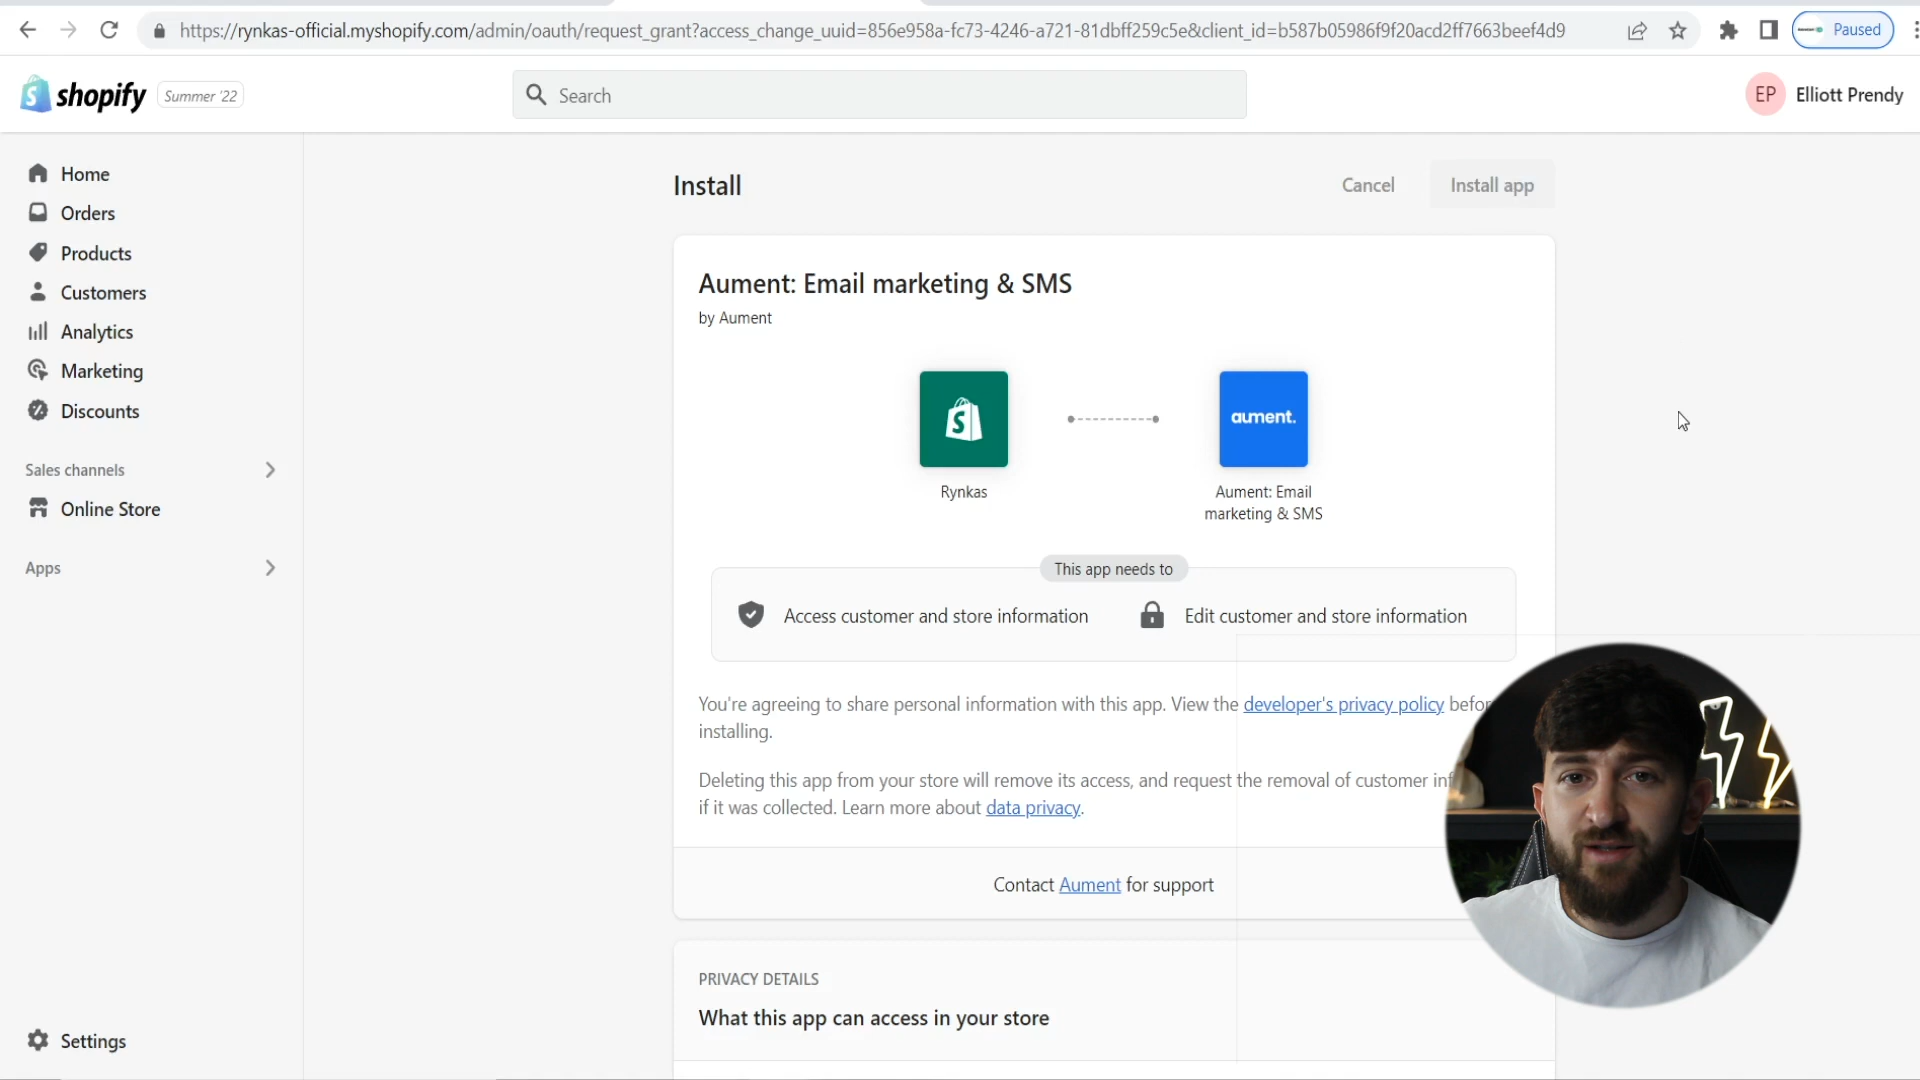 https://rynkas-official.myshopify.com/admin/oauth/request_grant?access_change_uuid=856e958a-fc73-4246-a721-81dbff259c5e&client_id=b587b05986f9f20acd2ff7663beef4d9
Paused
shopify
Summer '22
Search
EP
Elliott Prendy
Home
Orders
Products
Customers
Analytics
Marketing
Discounts
Sales channels
Online Store
Apps
Settings
Install
Cancel
Install app
Aument: Email marketing & SMS
by Aument
aument.
Rynkas
Aument: Email
marketing & SMS
This app needs to
Access customer and store information
Edit customer and store information
You're agreeing to share personal information with this app. View the developer's privacy policy
installing.
Deleting this app from your store will remove its access, and request the removal of customer
if it was collected. Learn more about data privacy.
Contact Aument for support
PRIVACY DETAILS
What this app can access in your store